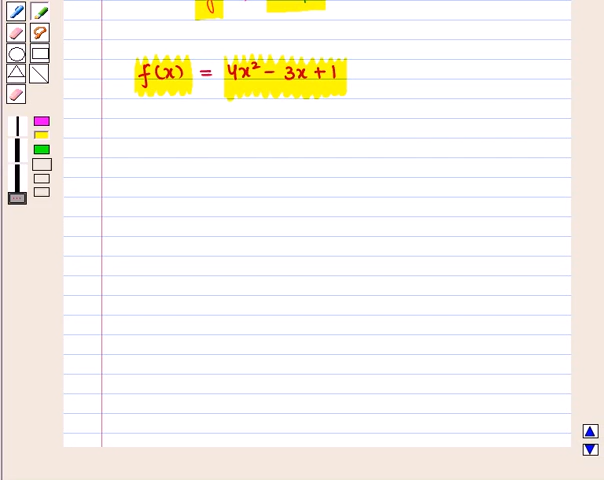 f(x) = 4x² - 3x + 1